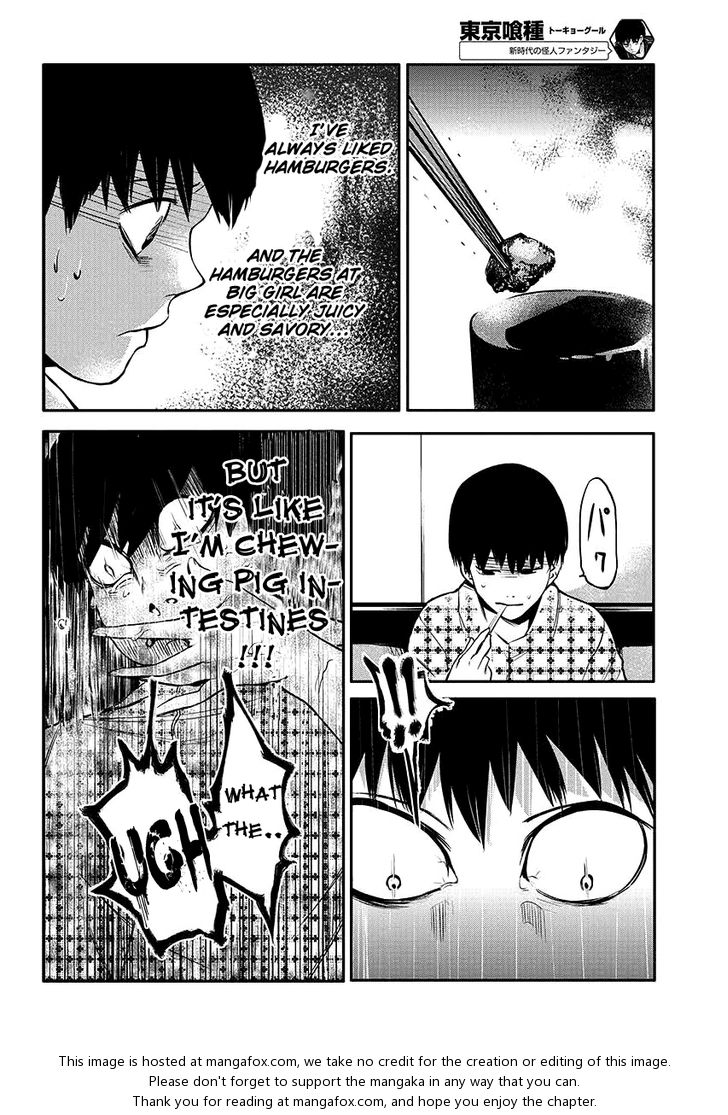 東京喰種 トーキョーグール
新時代の怪人ファンタジー
I'VE
ALWAYS LIKED
HAMBURGERS.
AND THE
HAMBURGERS AT
BIG GIRL ARE
ESPECIALLY JUICY
AND SAVORY...
パク
!!
BUT
IT'S LIKE
I'M CHEW-
ING PIG IN-
TESTINES
!!!
WHAT
THE..
UGH
This image is hosted at mangafox.com, we take no credit for the creation or editing of this image.
Please don't forget to support the mangaka in any way that you can.
Thank you for reading at mangafox.com, and hope you enjoy the chapter.